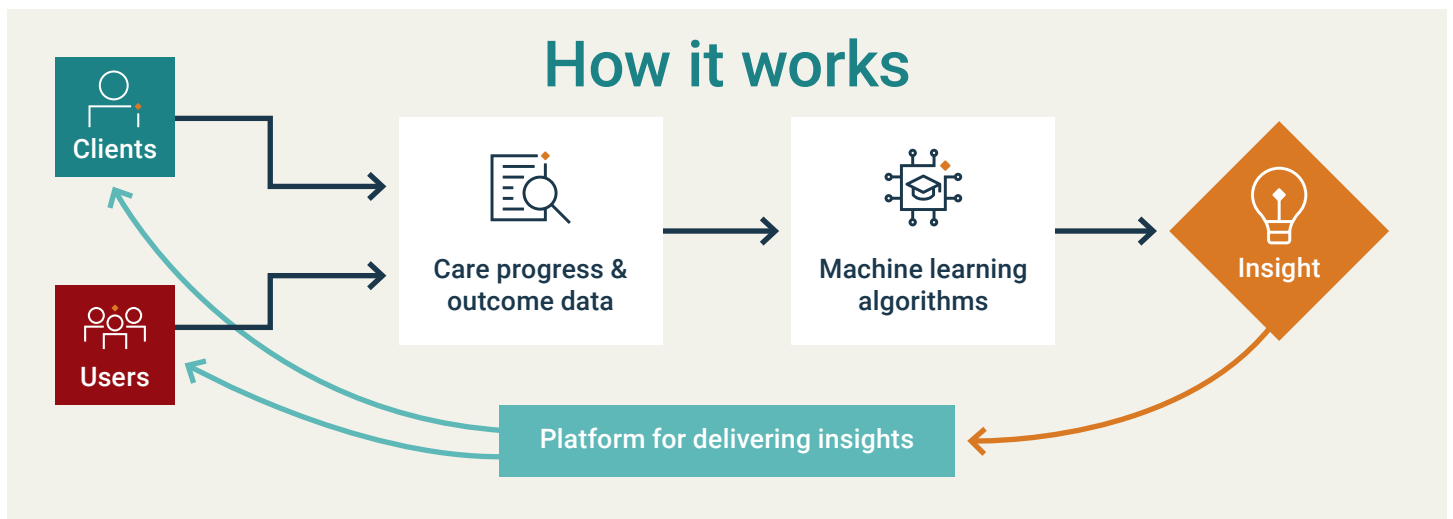 How it works
Clients
Users
Care progress &
outcome data
Machine learning
algorithms
Insight
Platform for delivering insights